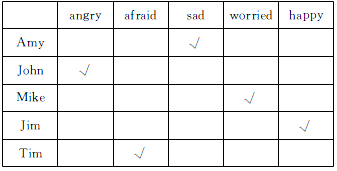 angry afraid sad worried happy
Amy √
John √
Mike √
Jim √
Tim √